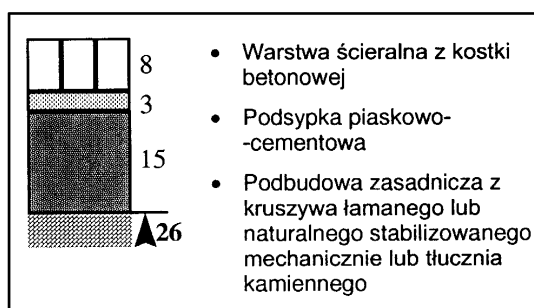 8
3
15
26
• Warstwa ścieralna z kostki
betonowej
• Podsypka piaskowo-
-cementowa
• Podbudowa zasadnicza z
kruszywa łamanego lub
naturalnego stabilizowanego
mechanicznie lub tłucznia
kamiennego